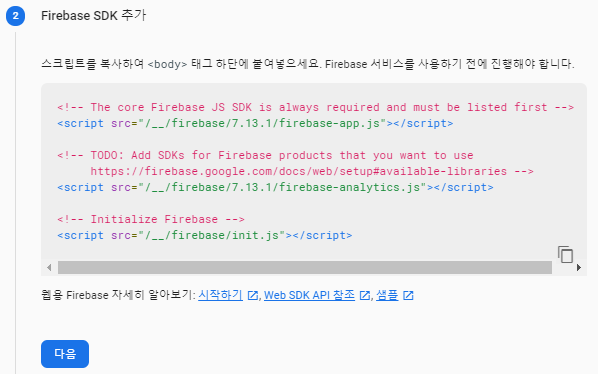 2 Firebase SDK 추가
스크립트를 복사하여 <body> 태그 하단에 붙여넣으세요. Firebase 서비스를 사용하기 전에 진행해야 합니다.
<!-- The core Firebase JS SDK is always required and must be listed first -->
<script src="/__/firebase/7.13.1/firebase-app.js"></script>
<!-- TODO: Add SDKs for Firebase products that you want to use
https://firebase.google.com/docs/web/setup#available-libraries -->
<script src="/__/firebase/7.13.1/firebase-analytics.js"></script>
<!-- Initialize Firebase -->
<script src="/__/firebase/init.js"></script>
웹용 Firebase 자세히 알아보기: 시작하기, Web SDK API 참조, 샘플
다음